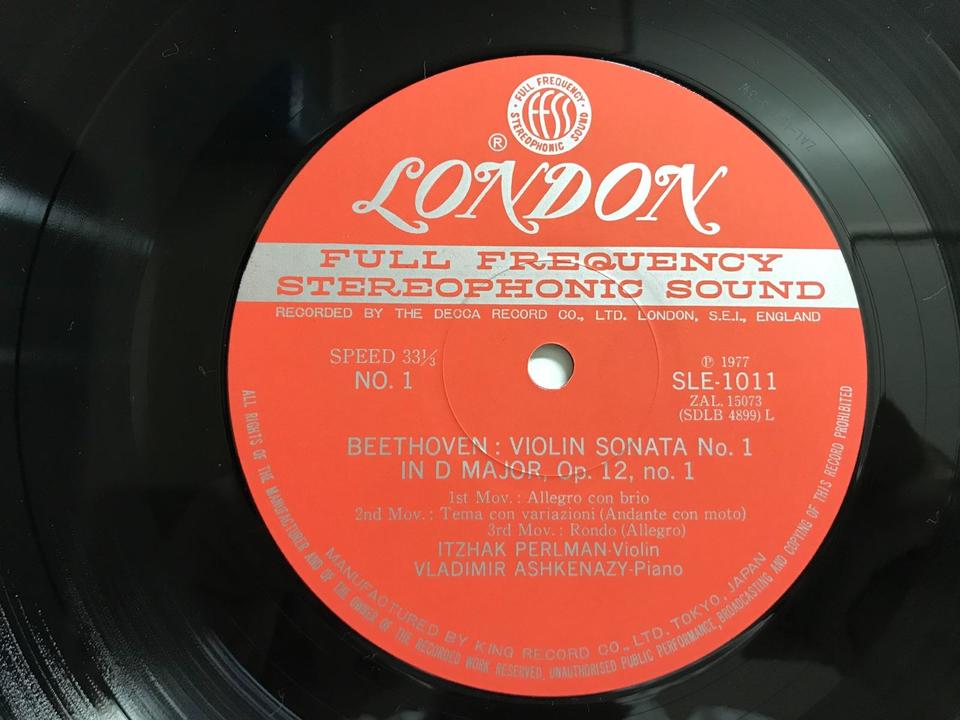 FULL FREQUENCY
FFSS
STEREOPHONIC SOUND
®
LONDON
FULL FREQUENCY
STEREOPHONIC SOUND
RECORDED BY THE DECCA RECORD CO., LTD. LONDON, S.E.I., ENGLAND
SPEED 33⅓
NO. 1
℗ 1977
SLE-1011
ZAL. 15073
(SDLB 4899) L
BEETHOVEN : VIOLIN SONATA No. 1
IN D MAJOR, Op. 12, no. 1
1st Mov. : Allegro con brio
2nd Mov. : Tema con variazioni (Andante con moto)
3rd Mov. : Rondo (Allegro)
ITZHAK PERLMAN-Violin
VLADIMIR ASHKENAZY-Piano
MANUFACTURED BY KING RECORD CO., LTD. TOKYO, JAPAN
ALL RIGHTS OF THE MANUFACTURER AND OF THE OWNER OF THE RECORDED WORK RESERVED, UNAUTHORISED PUBLIC PERFORMANCE, BROADCASTING AND COPYING OF THIS RECORD PROHIBITED